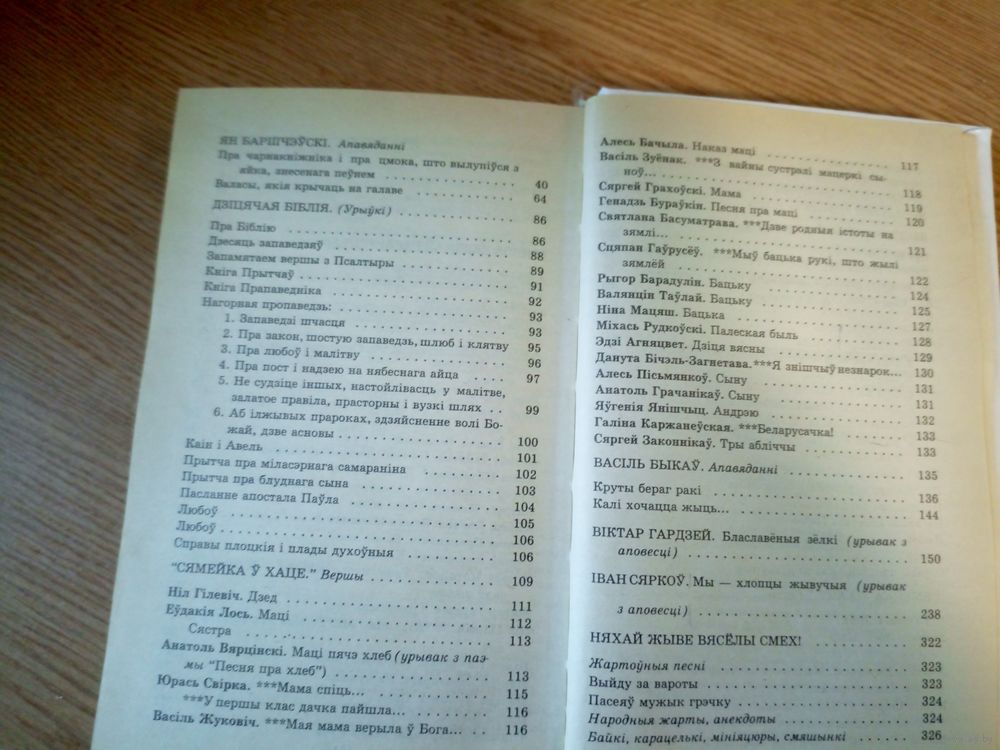 ЯН БАРШЧЭЎСКІ. Апавяданні
Пра чарнакніжніка і пра цмока, што вылупіўся з
яйка, знесенага пеўнем . . . . . . . . . . 40
Валасы, якія крычаць на галаве . . . . . . . . . . 64
ДЗІЦЯЧАЯ БІБЛІЯ. (Урыўкі) . . . . . . . . . . 86
Пра Біблію . . . . . . . . . . 86
Дзесяць запаведзяў . . . . . . . . . . 88
Запамятаем вершы з Псалтыры . . . . . . . . . . 89
Кніга Прытчаў . . . . . . . . . . 91
Кніга Прапаведніка . . . . . . . . . . 92
Нагорная пропаведзь: . . . . . . . . . . 93
1. Запаведзі шчасця . . . . . . . . . . 93
2. Пра закон, шостую запаведзь, шлюб і клятву 95
3. Пра любоў і малітву . . . . . . . . . . 96
4. Пра пост і надзею на нябеснага айца . . . . 97
5. Не судзіце іншых, настойлівасць у малітве,
залатое правіла, прасторны і вузкі шлях . . 99
6. Аб ілжывых прароках, здзяйсненне волі Бо-
жай, дзве асновы . . . . . . . . . . 100
Каін і Авель . . . . . . . . . . 101
Прытча пра міласэрнага самараніна . . . . . . . 102
Прытча пра блуднага сына . . . . . . . . . . 103
Пасланне апостала Паўла . . . . . . . . . . 104
Любоў . . . . . . . . . . 105
Любоў . . . . . . . . . . 106
Справы плоцкія і плады духоўныя . . . . . . . . 106
"СЯМЕЙКА Ў ХАЦЕ." Вершы . . . . . . . . . . 109
Ніл Гілевіч. Дзед . . . . . . . . . . 111
Еўдакія Лось. Маці . . . . . . . . . . 112
Сястра . . . . . . . . . . 113
Анатоль Вярцінскі. Маці пячэ хлеб (урывак з паэ-
мы "Песня пра хлеб") . . . . . . . . . . 113
Юрась Свірка. ***Мама спіць... . . . . . . . . . . 115
***У першы клас дачка пайшла... . . . . . . . 116
Васіль Жуковіч. ***Мая мама верыла ў Бога... . . . 116
Алесь Бачыла. Наказ маці . . . . . . . . . . 117
Васіль Зуёнак. ***З вайны сустрэлі мацеркі сы-
ноў... . . . . . . . . . . 118
Сяргей Грахоўскі. Мама . . . . . . . . . . 119
Генадзь Бураўкін. Песня пра маці . . . . . . . . 120
Святлана Басуматрава. ***Дзве родныя істоты на
зямлі... . . . . . . . . . . 121
Сцяпан Гаўрусёў. ***Мыў бацька рукі, што жылі
зямлёй . . . . . . . . . . 122
Рыгор Барадулін. Бацьку . . . . . . . . . . 124
Валянцін Таўлай. Бацьку . . . . . . . . . . 125
Ніна Мацяш. Бацька . . . . . . . . . . 127
Міхась Рудкоўскі. Палеская быль . . . . . . . . 128
Эдзі Агняцвет. Дзіця вясны . . . . . . . . . . 129
Данута Бічэль-Загнетава.***Я знішчыў незнарок... 130
Алесь Пісьмянкоў. Сыну . . . . . . . . . . 131
Анатоль Грачанікаў. Сыну . . . . . . . . . . 131
Яўгенія Янішчыц. Андрэю . . . . . . . . . . 132
Галіна Каржанеўская. ***Беларусачка! . . . . . . 133
Сяргей Законнікаў. Тры аблічы . . . . . . . . . 133
ВАСІЛЬ БЫКАЎ. Апавяданні . . . . . . . . . . 135
Круты бераг ракі . . . . . . . . . . 136
Калі хочацца жыць... . . . . . . . . . . 144
ВІКТАР ГАРДЗЕЙ. Блаславёныя зёлкі (урывак з
аповесці) . . . . . . . . . . 150
ІВАН СЯРКОЎ. Мы — хлопцы жывучыя (урывак
з аповесці) . . . . . . . . . . 238
НЯХАЙ ЖЫВЕ ВЯСЁЛЫ СМЕХ! . . . . . . . . . . 322
Жартоўныя песні . . . . . . . . . . 323
Выйду за вароты . . . . . . . . . . 323
Пасеяў мужык грэчку . . . . . . . . . . 324
Народныя жарты, анекдоты . . . . . . . . . . 324
Байкі, карацелькі, мініяцюры, смяшынкі . . . . 326